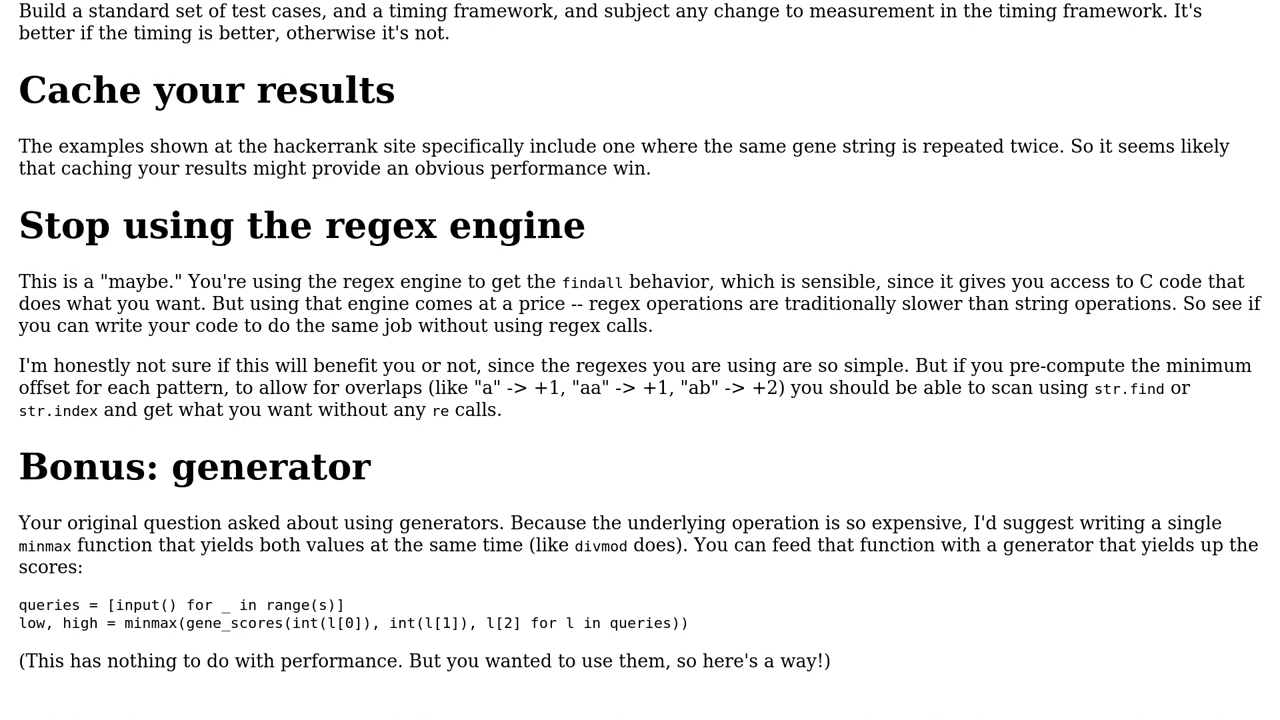 Build a standard set of test cases, and a timing framework, and subject any change to measurement in the timing framework. It's
better if the timing is better, otherwise it's not.
Cache your results
The examples shown at the hackerrank site specifically include one where the same gene string is repeated twice. So it seems likely
that caching your results might provide an obvious performance win.
Stop using the regex engine
This is a "maybe." You're using the regex engine to get the findall behavior, which is sensible, since it gives you access to C code that
does what you want. But using that engine comes at a price -- regex operations are traditionally slower than string operations. So see if
you can write your code to do the same job without using regex calls.
I'm honestly not sure if this will benefit you or not, since the regexes you are using are so simple. But if you pre-compute the minimum
offset for each pattern, to allow for overlaps (like "a" -> +1, "aa" -> +1, "ab" -> +2) you should be able to scan using str.find or
str.index and get what you want without any re calls.
Bonus: generator
Your original question asked about using generators. Because the underlying operation is so expensive, I'd suggest writing a single
minmax function that yields both values at the same time (like divmod does). You can feed that function with a generator that yields up the
scores:
queries = [input() for _ in range(s)]
low, high = minmax(gene_scores(int(l[0]), int(l[1]), l[2] for l in queries))
(This has nothing to do with performance. But you wanted to use them, so here's a way!)